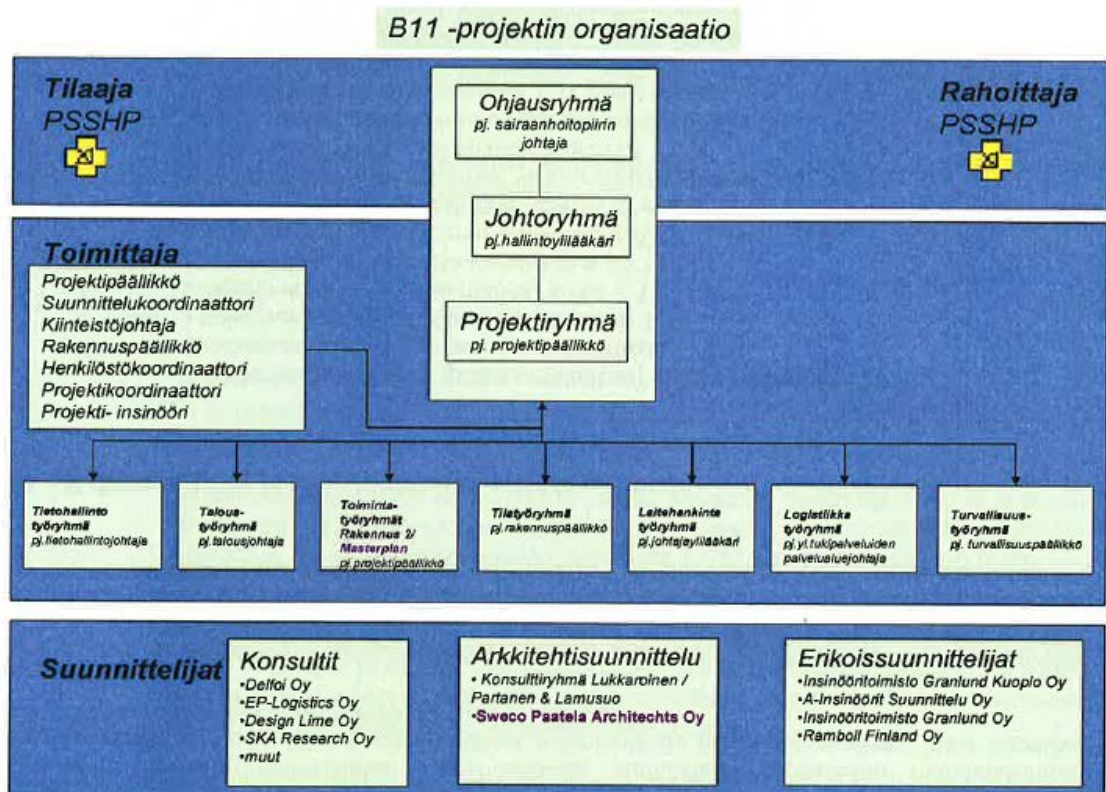 B11 -projektin organisaatio
Tilaaja
PSSHP
Ohjausryhmä
pj. sairaanhoitopiirin
johtaja
Rahoittaja
PSSHP
Johtoryhmä
pj.hallintoylilääkäri
Projektiryhmä
pj. projektipäällikkö
Toimittaja
Projektipäällikkö
Suunnittelukoordinaattori
Kiinteistöjohtaja
Rakennuspäällikkö
Henkilöstökoordinaattori
Projektikoordinaattori
Projekti- insinööri
Tietohallinto
työryhmä
pj.tietohallintojohtaja
Talous-
työryhmä
pj.talousjohtaja
Toiminta-
työryhmät
Rakennus 2/
Masterplan
pj.projektipäällikkö
Tilatyöryhmä
pj.rakennuspäällikkö
Laitehankinta
työryhmä
pj.johtajaylilääkäri
Logistiikka
työryhmä
pj.yl.tukipalveluiden
palvelualuejohtaja
Turvallisuus-
työryhmä
pj. turvallisuuspäällikkö
Suunnittelijat
Konsultit
•Delfoi Oy
•EP-Logistics Oy
•Design Lime Oy
•SKA Research Oy
•muut
Arkkitehtisuunnittelu
• Konsulttiryhmä Lukkaroinen /
Partanen & Lamusuo
•Sweco Paatela Architechts Oy
Erikoissuunnittelijat
•Insinööritoimisto Granlund Kuopio Oy
•A-Insinöörit Suunnittelu Oy
•Insinööritoimisto Granlund Oy
•Ramboll Finland Oy